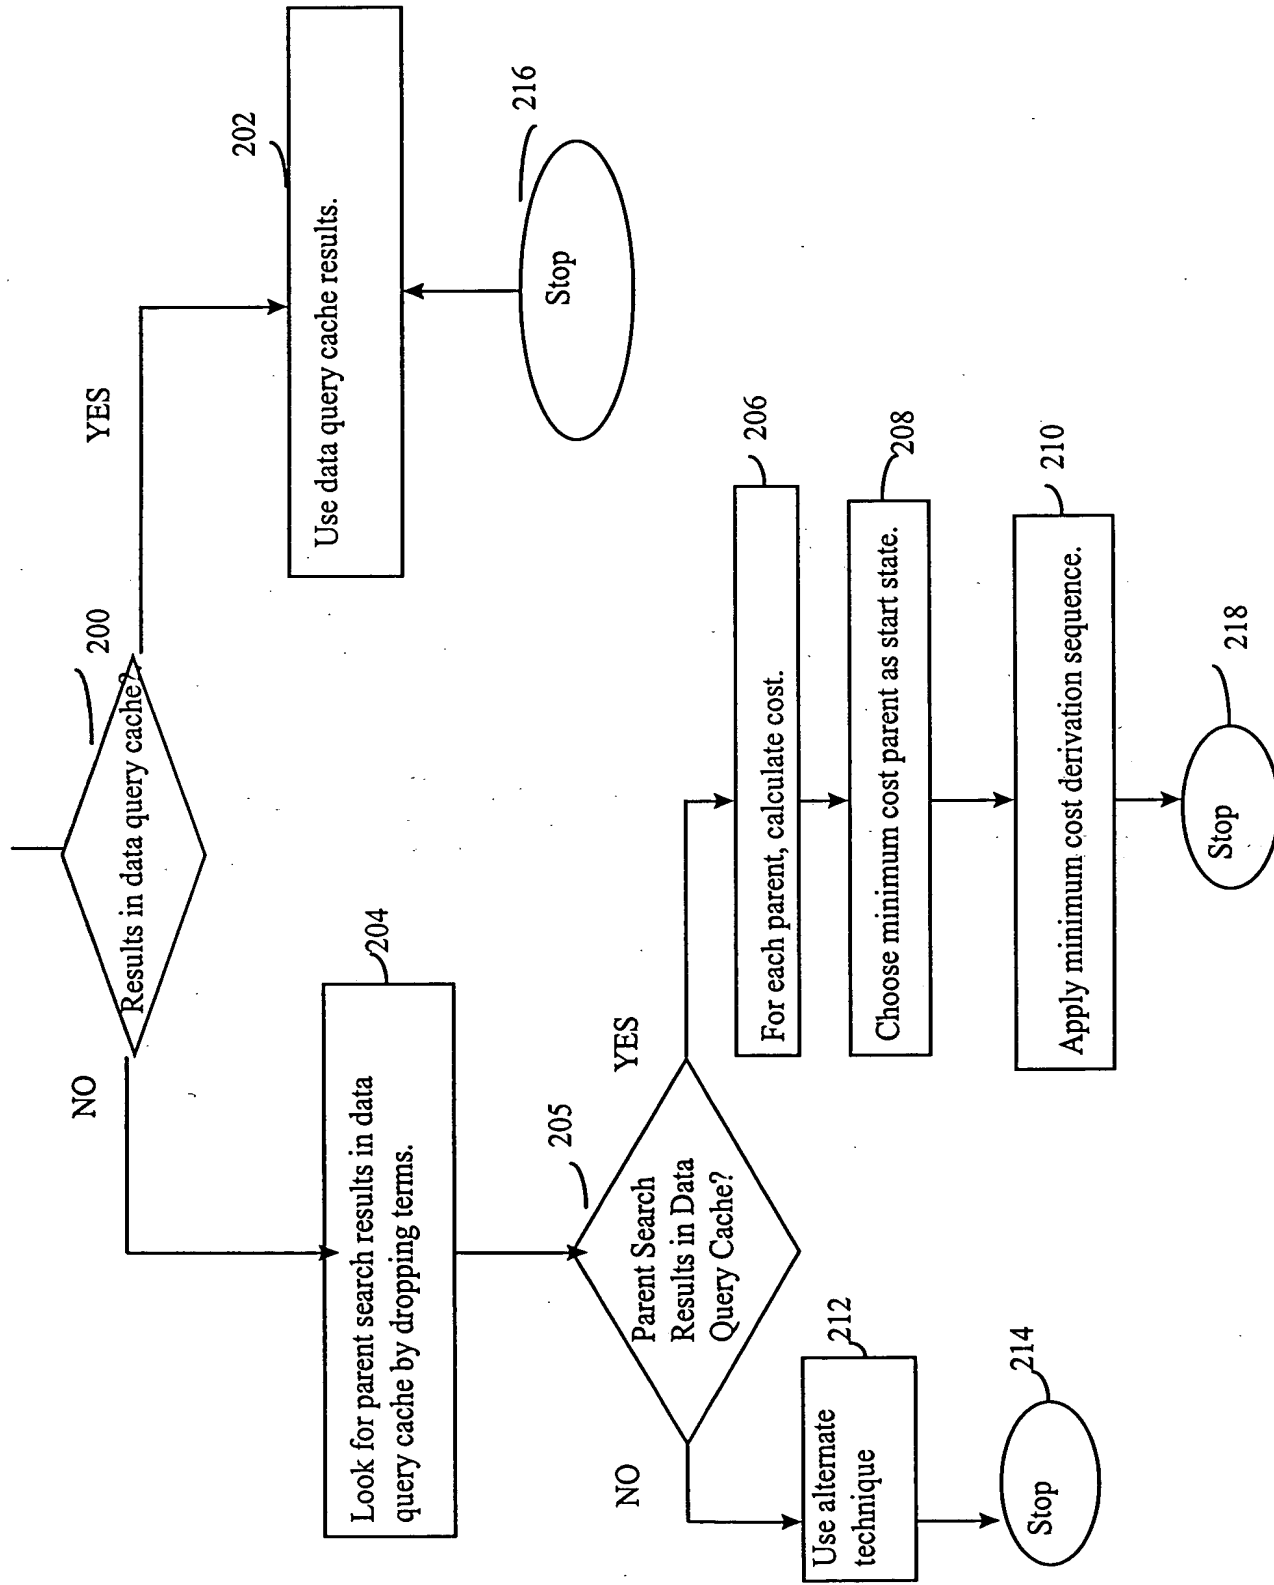 200
Results in data query cache?
YES
202
Use data query cache results.
216
Stop
NO
204
Look for parent search results in data
query cache by dropping terms.
205
Parent Search
Results in Data
Query Cache?
YES
206
For each parent, calculate cost.
208
Choose minimum cost parent as start state.
210
Apply minimum cost derivation sequence.
218
Stop
NO
212
Use alternate
technique
214
Stop